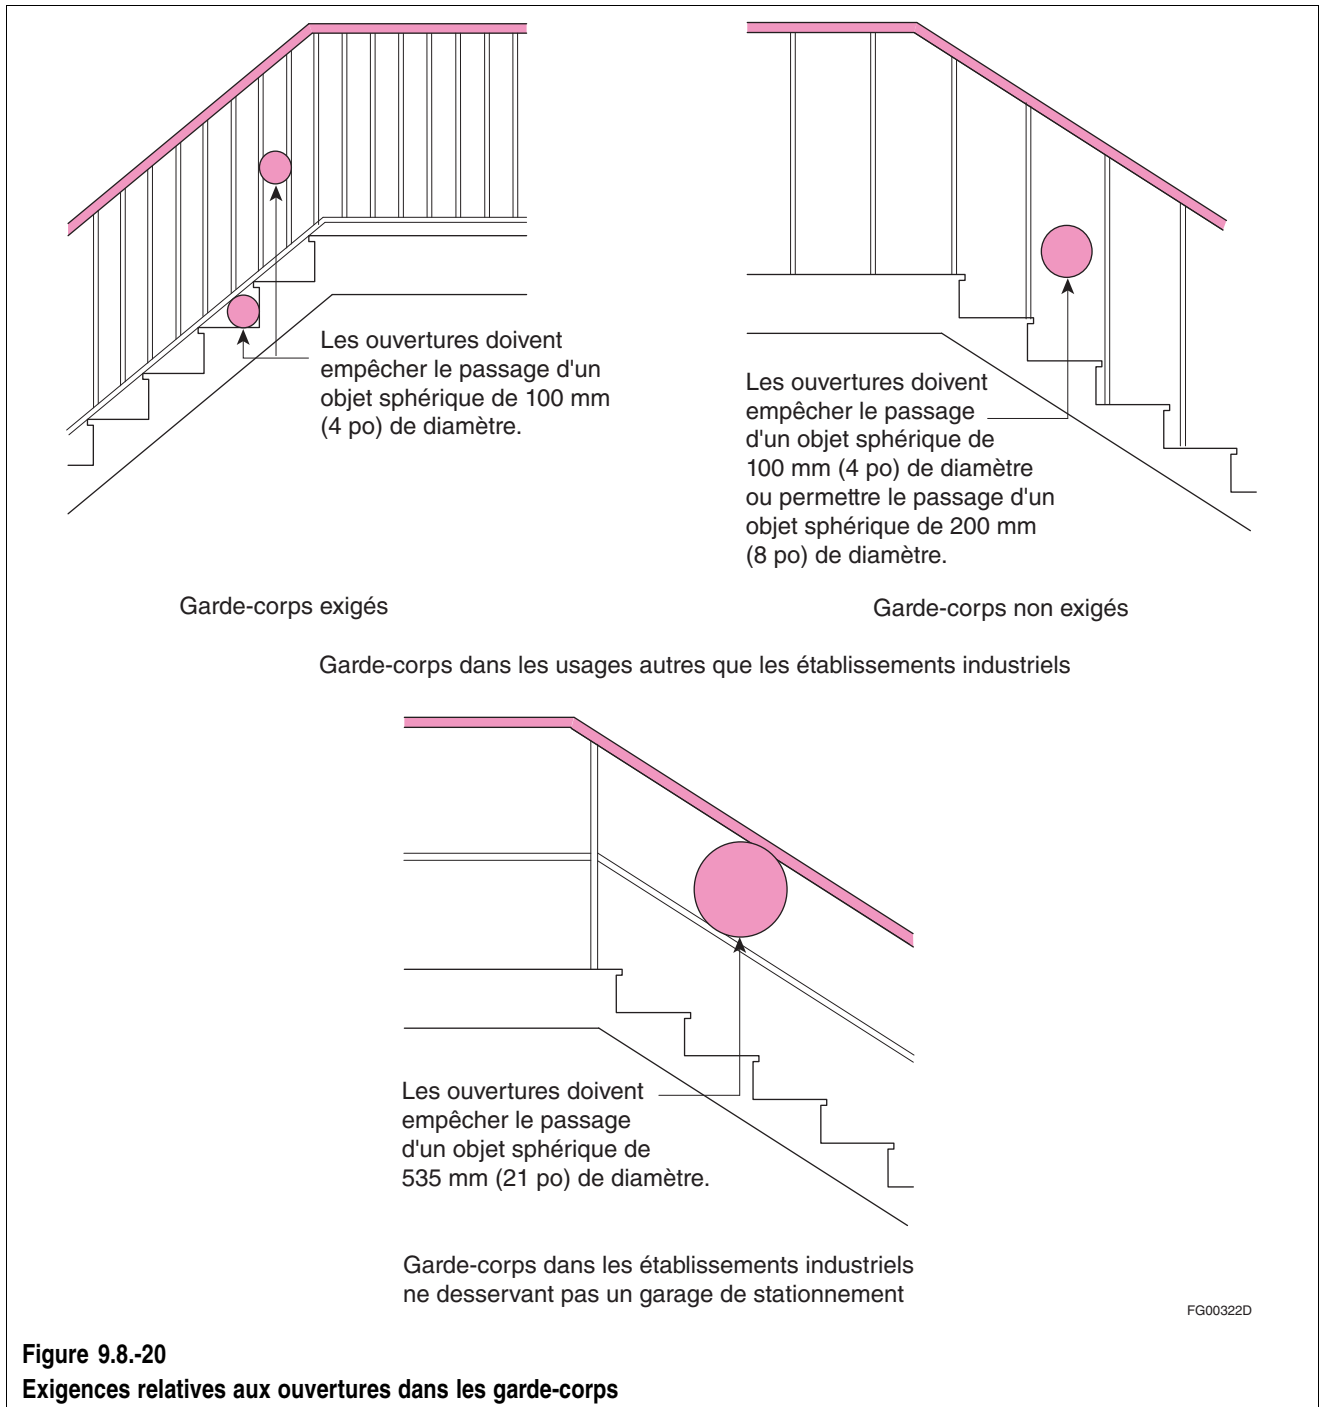 Les ouvertures doivent
empêcher le passage d'un
objet sphérique de 100 mm
(4 po) de diamètre.
Les ouvertures doivent
empêcher le passage
d'un objet sphérique de
100 mm (4 po) de diamètre
ou permettre le passage d'un
objet sphérique de 200 mm
(8 po) de diamètre.
Garde-corps exigés
Garde-corps non exigés
Garde-corps dans les usages autres que les établissements industriels
Les ouvertures doivent
empêcher le passage
d'un objet sphérique de
535 mm (21 po) de diamètre.
Garde-corps dans les établissements industriels
ne desservant pas un garage de stationnement
FG00322D
Figure 9.8.-20
Exigences relatives aux ouvertures dans les garde-corps